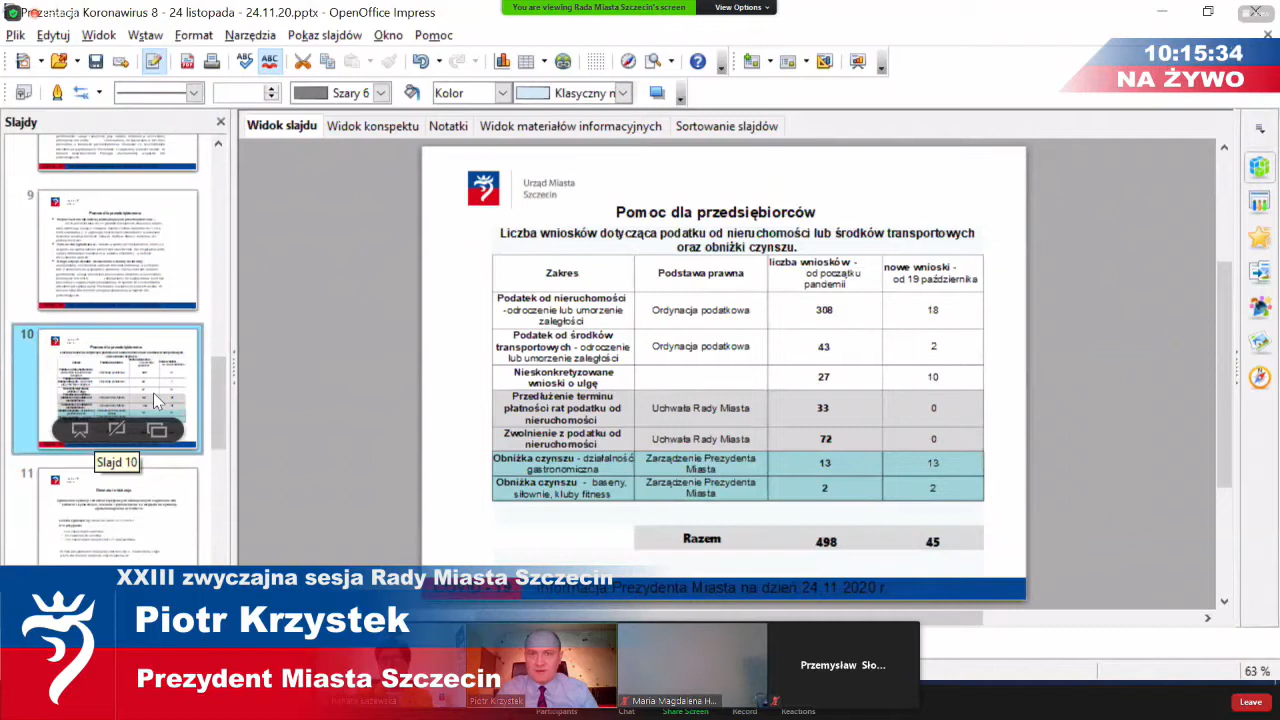 Prezentacja Koronawirus 8 - 24 listopada - 24.11.20.pptx - OpenOffice Impress
You are viewing Rada Miasta Szczecin's screen
View Options
Plik Edytuj Widok Wstaw Format Narzędzia Pokaz slajdów Okno Pomoc
10:15:34
NA ŻYWO
Szary 6
Kolor
Klasyczny n
Slajdy
Widok slajdu
Widok konspektu
Notatki
Widok materiałów informacyjnych
Sortowanie slajdów
9
10
Slajd 10
11
Urząd Miasta
Szczecin
Pomoc dla przedsiębiorców
Liczba wniosków dotycząca podatku od nieruchomości lub środków transportowych
oraz obniżki czynszu.
Zakres
Podstawa prawna
liczba wniosków -
od początku
pandemii
nowe wnioski -
od 19 października
Podatek od nieruchomości
-odroczenie lub umorzenie
zaległości
Ordynacja podatkowa
308
18
Podatek od środków
transportowych - odroczenie
lub umorzenie zaległości
Ordynacja podatkowa
43
2
Nieskonkretyzowane
wnioski o ulgę
27
10
Przedłużenie terminu
płatności rat podatku od
nieruchomości
Uchwała Rady Miasta
33
0
Zwolnienie z podatku od
nieruchomości
Uchwała Rady Miasta
72
0
Obniżka czynszu - działalność
gastronomiczna
Zarządzenie Prezydenta
Miasta
13
13
Obniżka czynszu - baseny,
siłownie, kluby fitness
Zarządzenie Prezydenta
Miasta
2
2
Razem
498
45
Informacja Prezydenta Miasta na dzień 24.11.2020 r.
XXIII zwyczajna sesja Rady Miasta Szczecin
Piotr Krzystek
Prezydent Miasta Szczecin
Piotr Krzystek
Maria Magdalena H...
Przemysław Sło...
63 %
Participants
Chat
Share Screen
Record
Reactions
Leave